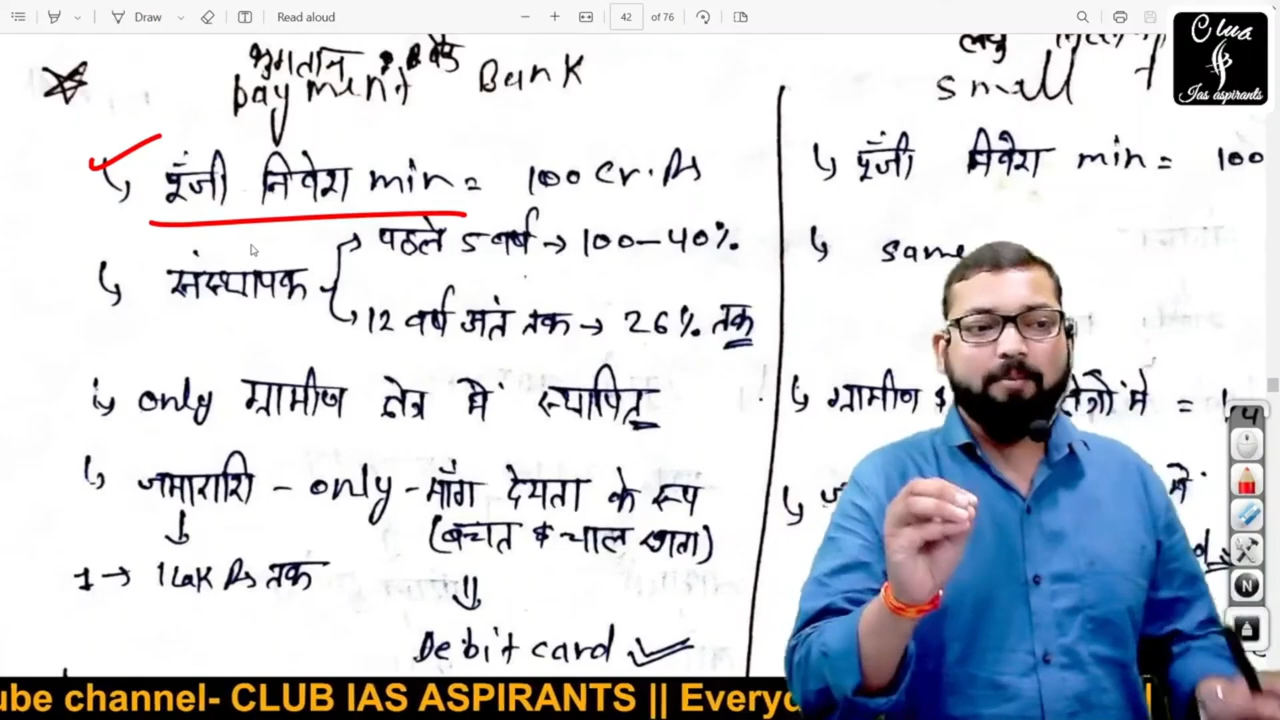 Draw
Read aloud
42 of 76
Club
Ias aspirants
भुगतान बैंक
payment Bank
small
↳ पूँजी निवेश min = 100 Cr. Rs
↳ पूँजी निवेश min = 100
↳ संस्थापक
→ पहले 5 वर्ष → 100-40%
→ 12 वर्ष अंत तक → 26% तक
↳ same
↳ only ग्रामीण क्षेत्र में स्थापित
↳ ग्रामीण
=
↳ जमाराशि - only - माँग देयता के रूप
में
(बचत & चालू खाता)
1 → 1 Lak Rs तक
Debit card
N
ube channel- CLUB IAS ASPIRANTS || Everyd